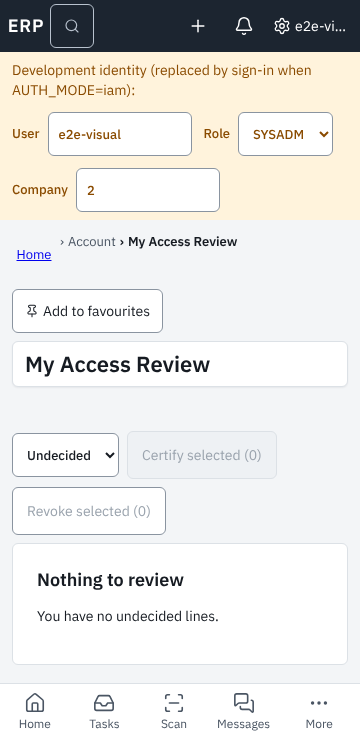 ERP
e2e-vi...
Development identity (replaced by sign-in when
AUTH_MODE=iam):
User e2e-visual Role SYSADM
Company 2
Home › Account › My Access Review
Add to favourites
My Access Review
Undecided Certify selected (0)
Revoke selected (0)
Nothing to review
You have no undecided lines.
Home Tasks Scan Messages More